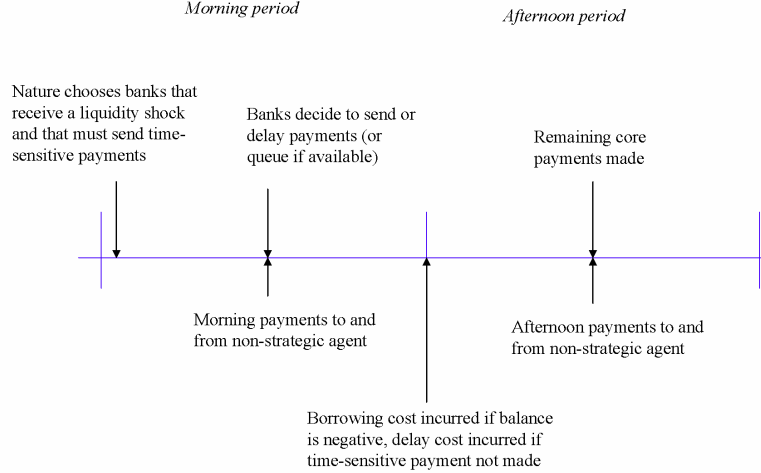 Morning period
Afternoon period
Nature chooses banks that
receive a liquidity shock
and that must send time-
sensitive payments
Banks decide to send or
delay payments (or
queue if available)
Remaining core
payments made
Morning payments to and
from non-strategic agent
Afternoon payments to and
from non-strategic agent
Borrowing cost incurred if balance
is negative, delay cost incurred if
time-sensitive payment not made